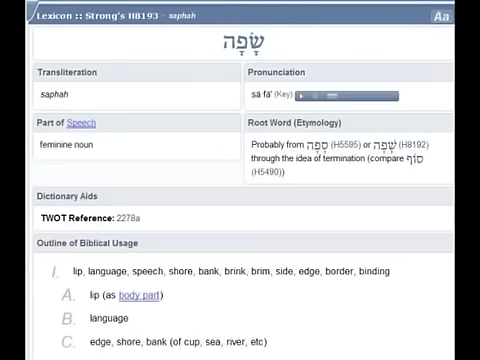 Lexicon :: Strong's H8193 - saphah
Aa
שָׂפָה
Transliteration
saphah
Pronunciation
sä·fä' (Key)
Part of Speech
feminine noun
Root Word (Etymology)
Probably from סָפָה (H5595) or שָׁפָה (H8192)
through the idea of termination (compare סוֹף
(H5490))
Dictionary Aids
TWOT Reference: 2278a
Outline of Biblical Usage
I. lip, language, speech, shore, bank, brink, brim, side, edge, border, binding
A. lip (as body part)
B. language
C. edge, shore, bank (of cup, sea, river, etc)